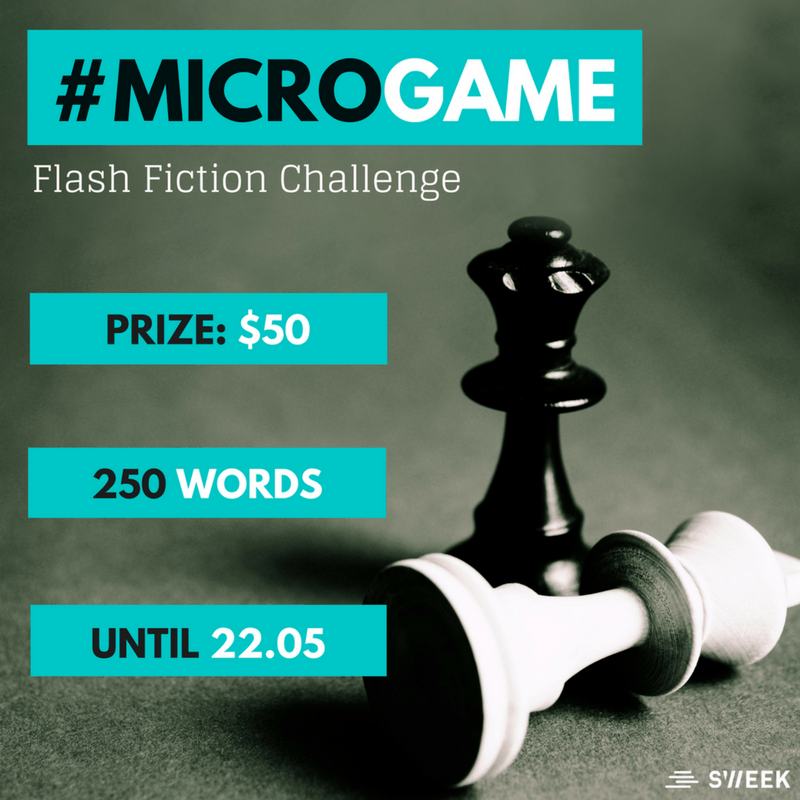 #MICROGAME
Flash Fiction Challenge
PRIZE: $50
250 WORDS
UNTIL 22.05
SWEEK